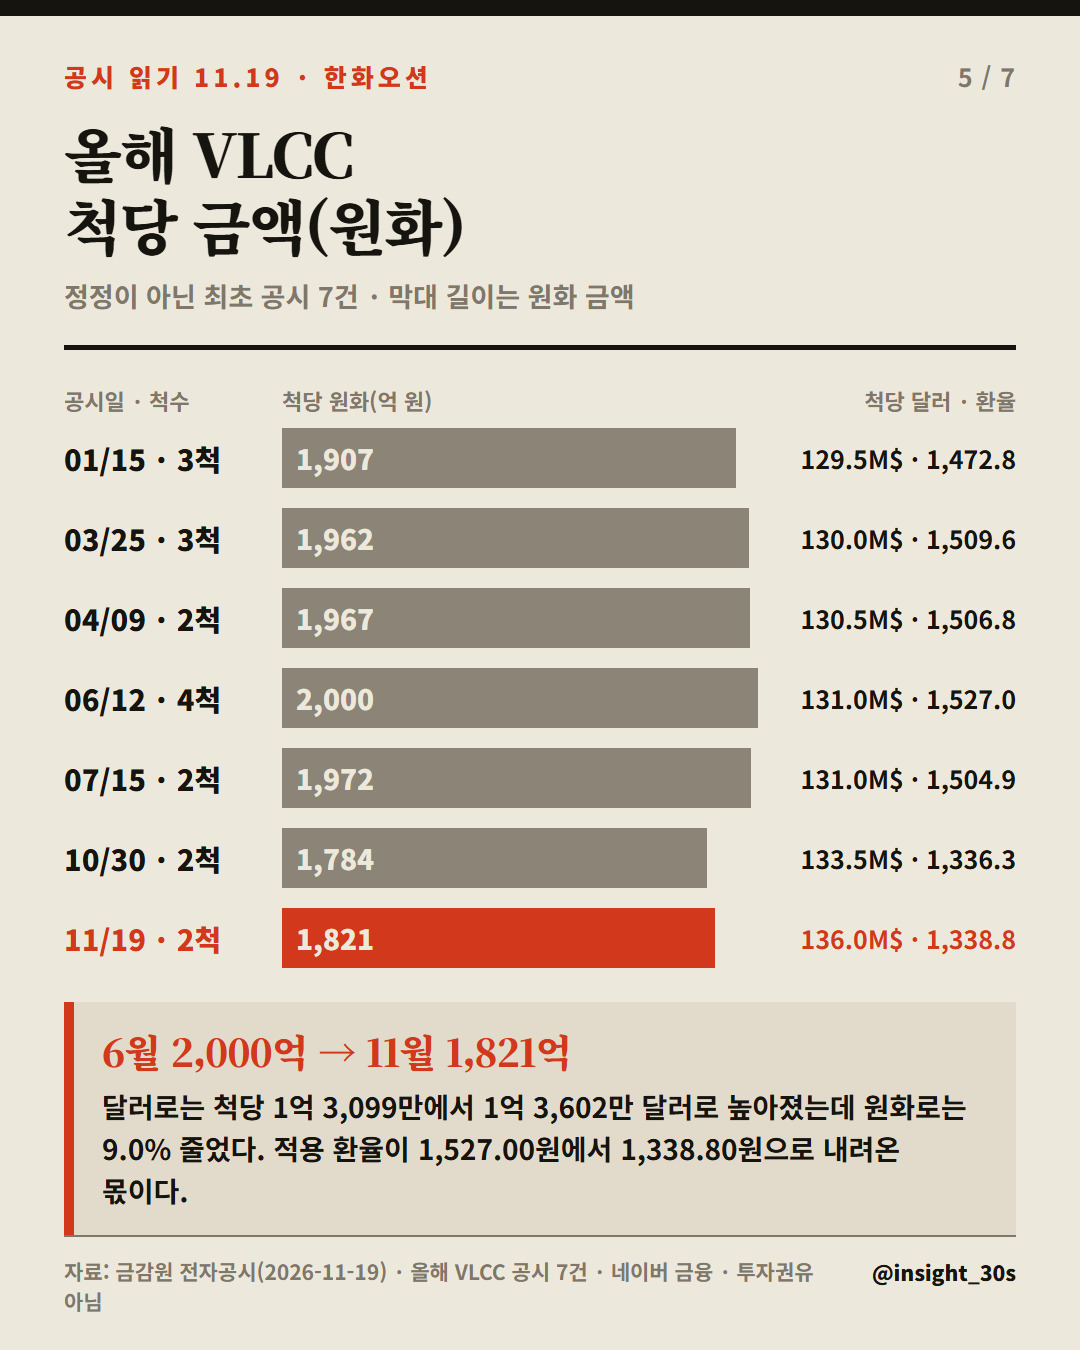 공시 읽기 11.19 · 한화오션
5 / 7
올해 VLCC
척당 금액(원화)
정정이 아닌 최초 공시 7건 · 막대 길이는 원화 금액
공시일 · 척수 척당 원화(억 원) 척당 달러 · 환율
01/15 · 3척 1,907 129.5M$ · 1,472.8
03/25 · 3척 1,962 130.0M$ · 1,509.6
04/09 · 2척 1,967 130.5M$ · 1,506.8
06/12 · 4척 2,000 131.0M$ · 1,527.0
07/15 · 2척 1,972 131.0M$ · 1,504.9
10/30 · 2척 1,784 133.5M$ · 1,336.3
11/19 · 2척 1,821 136.0M$ · 1,338.8
6월 2,000억 → 11월 1,821억
달러로는 척당 1억 3,099만에서 1억 3,602만 달러로 높아졌는데 원화로는
9.0% 줄었다. 적용 환율이 1,527.00원에서 1,338.80원으로 내려온
몫이다.
자료: 금감원 전자공시(2026-11-19) · 올해 VLCC 공시 7건 · 네이버 금융 · 투자권유
아님
@insight_30s